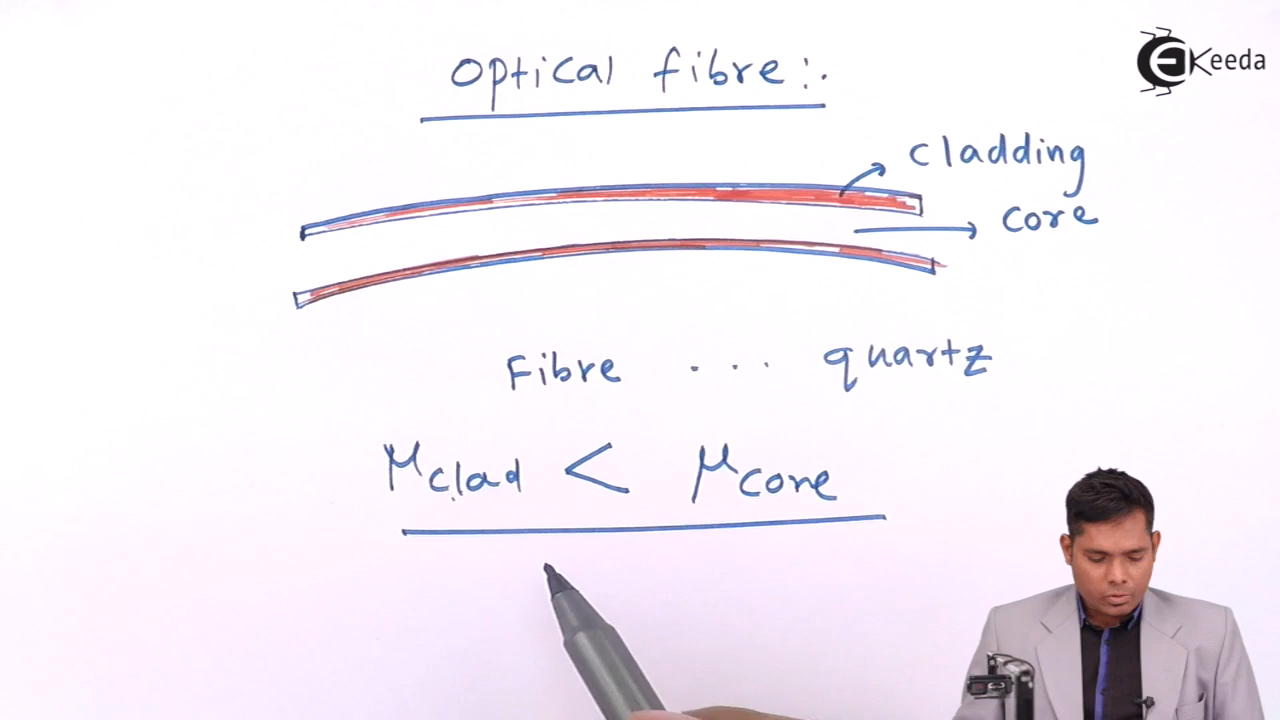 Optical fibre:.
EKeeda
cladding
core
Fibre ... quartz
μclad < μcore